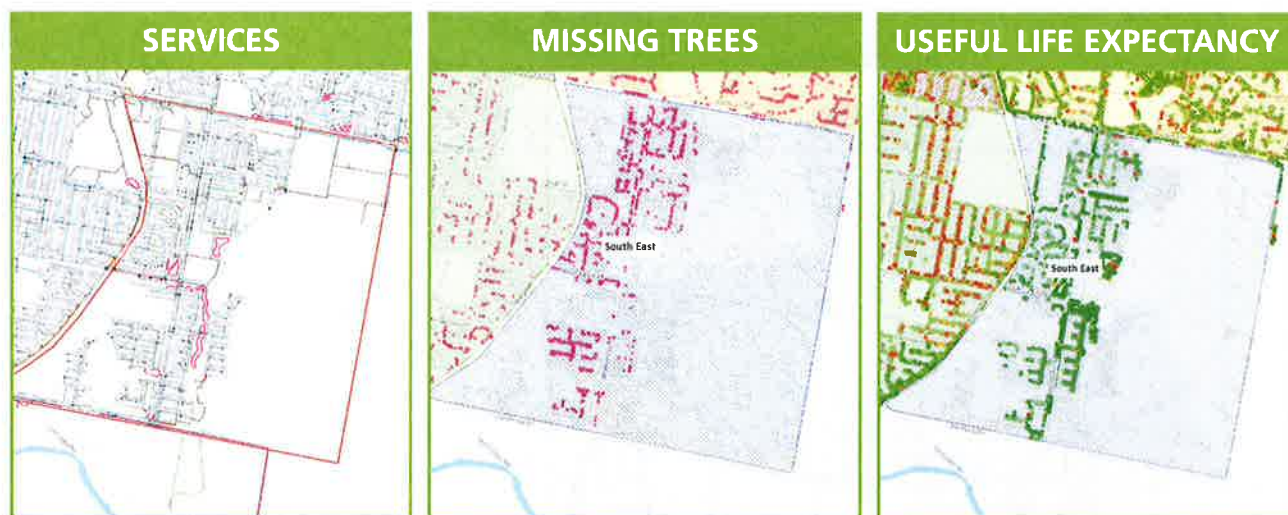 SERVICES
MISSING TREES
USEFUL LIFE EXPECTANCY
South East
South East